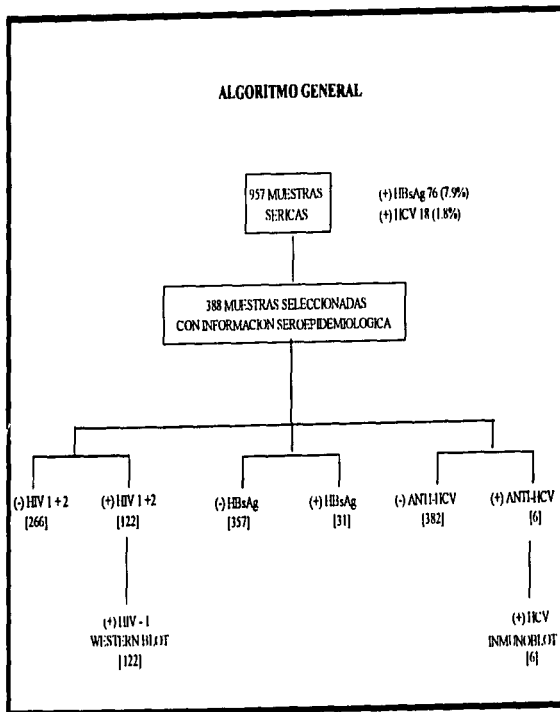 ALGORITMO GENERAL
957 MUESTRAS
SERICAS
(+) HBsAg 76 (7.9%)
(+) HCV 18 (1.8%)
388 MUESTRAS SELECCIONADAS
CON INFORMACION SEROEPIDEMIOLOGICA
(-) HIV 1 + 2
[266]
(+) HIV 1 +2
[122]
(-) HBsAg
[357]
(+) HBsAg
[31]
(-) ANTI-HCV
[382]
(+) ANTI-HCV
[6]
(+) HIV - 1
WESTERN BLOT
[122]
(+) HCV
INMUNOBLOT
[6]